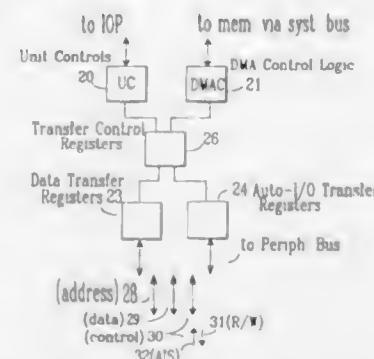 to IOP
to mem via syst bus
Unit Controls
20
UC
DMAC
DMA Control Logic
21
Transfer Control
Registers
26
Data Transfer
Registers 23
24 Auto-I/O Transfer
Registers
to Periph Bus
(address) 28
(data) 29
(control) 30
31(R/W)
32(A/S)